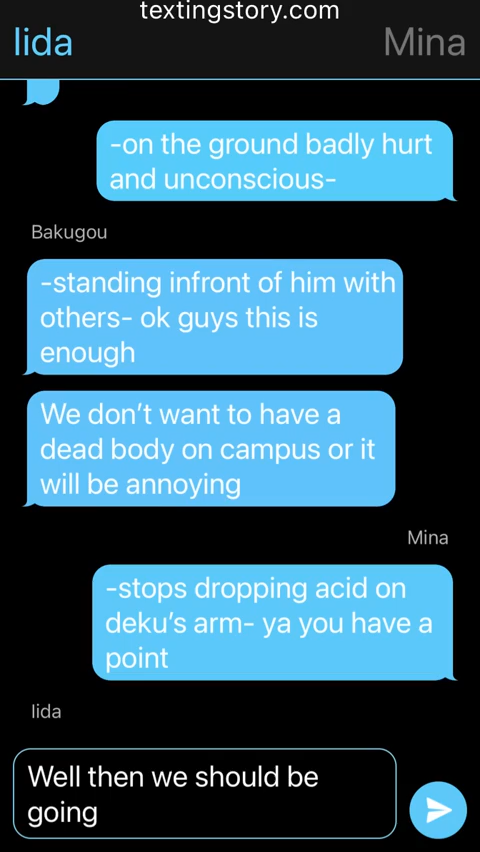 textingstory.com
Iida
Mina
-on the ground badly hurt
and unconscious-
Bakugou
-standing infront of him with
others- ok guys this is
enough
We don’t want to have a
dead body on campus or it
will be annoying
Mina
-stops dropping acid on
deku’s arm- ya you have a
point
Iida
Well then we should be
going